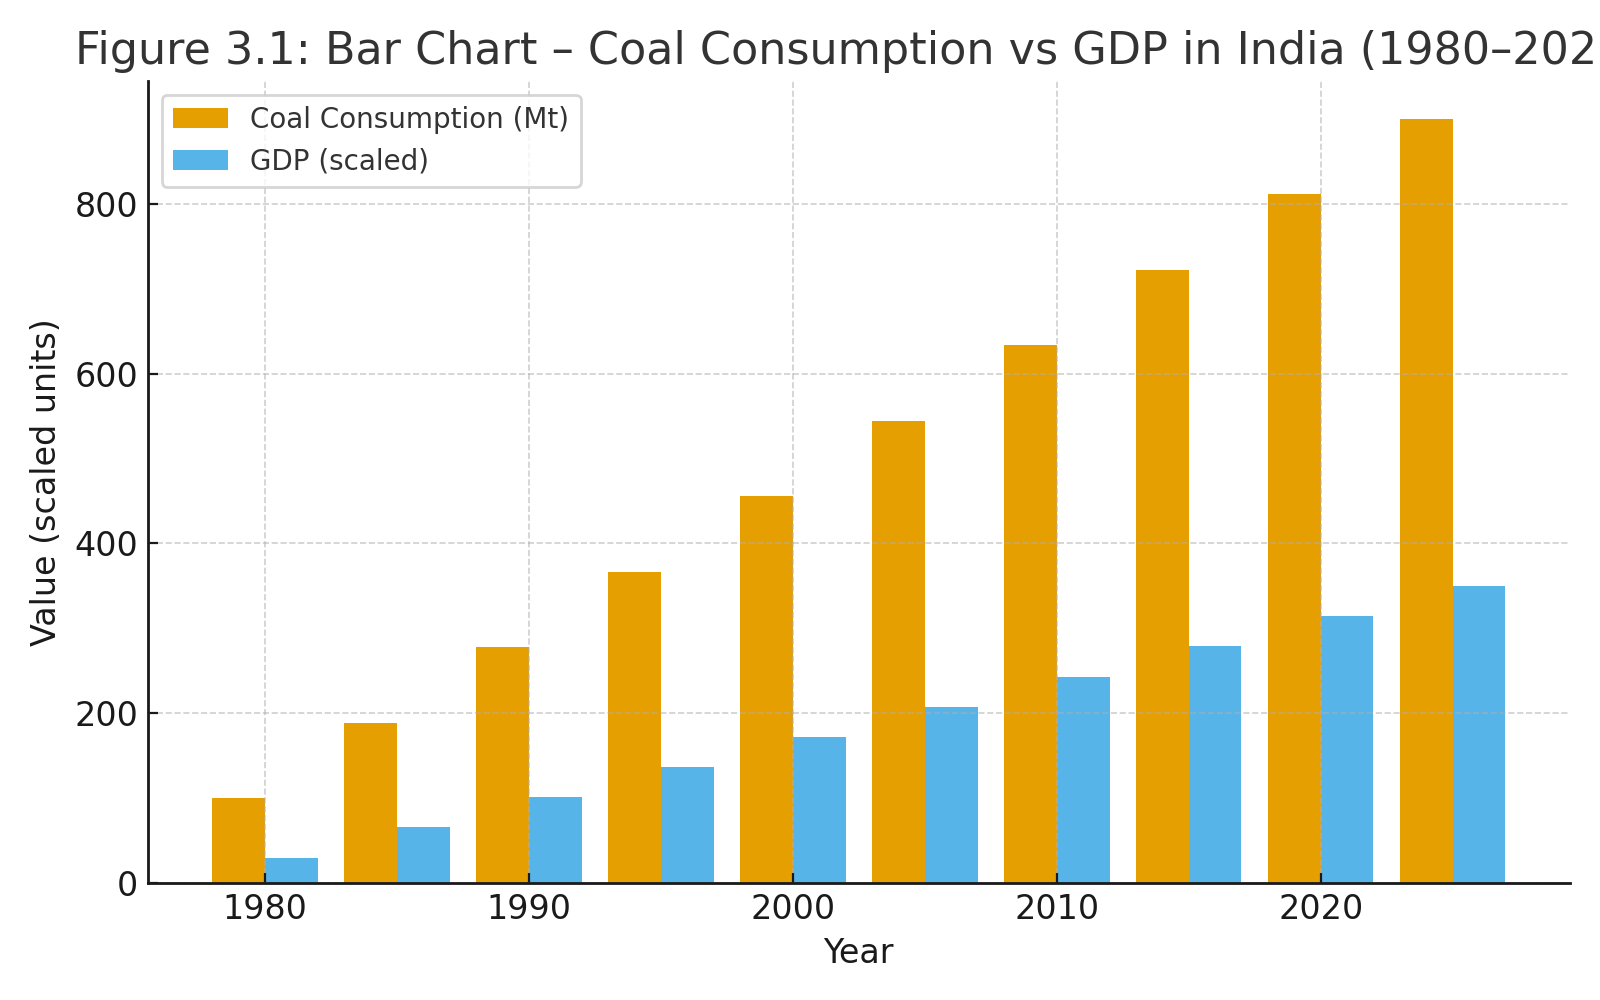 Figure 3.1: Bar Chart – Coal Consumption vs GDP in India (1980–202
Coal Consumption (Mt)
GDP (scaled)
800
600
400
200
0
Value (scaled units)
1980 1990 2000 2010 2020
Year